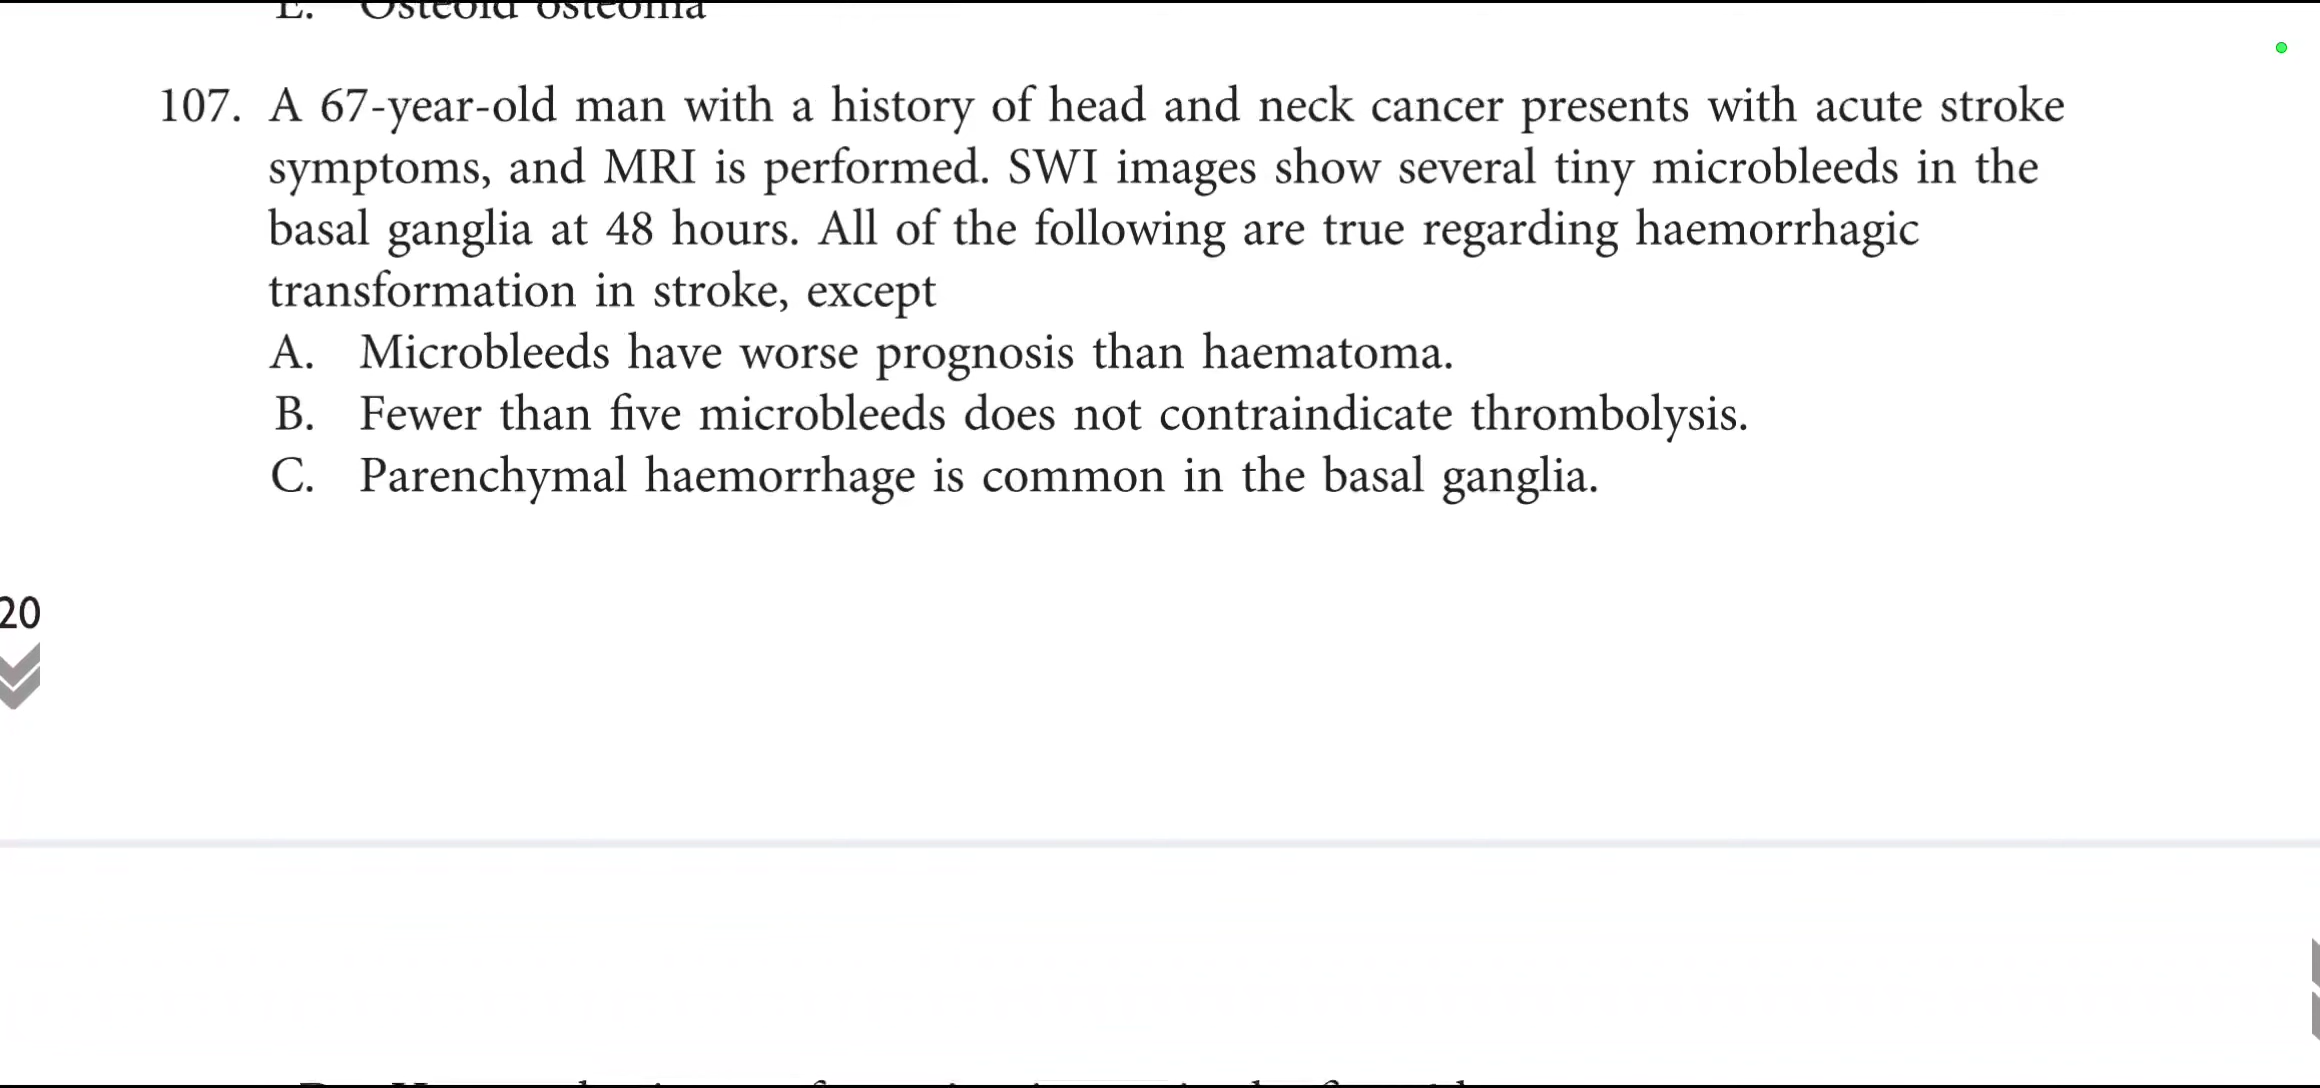 E. Osteoid osteoma
107. A 67-year-old man with a history of head and neck cancer presents with acute stroke
symptoms, and MRI is performed. SWI images show several tiny microbleeds in the
basal ganglia at 48 hours. All of the following are true regarding haemorrhagic
transformation in stroke, except
A. Microbleeds have worse prognosis than haematoma.
B. Fewer than five microbleeds does not contraindicate thrombolysis.
C. Parenchymal haemorrhage is common in the basal ganglia.
20